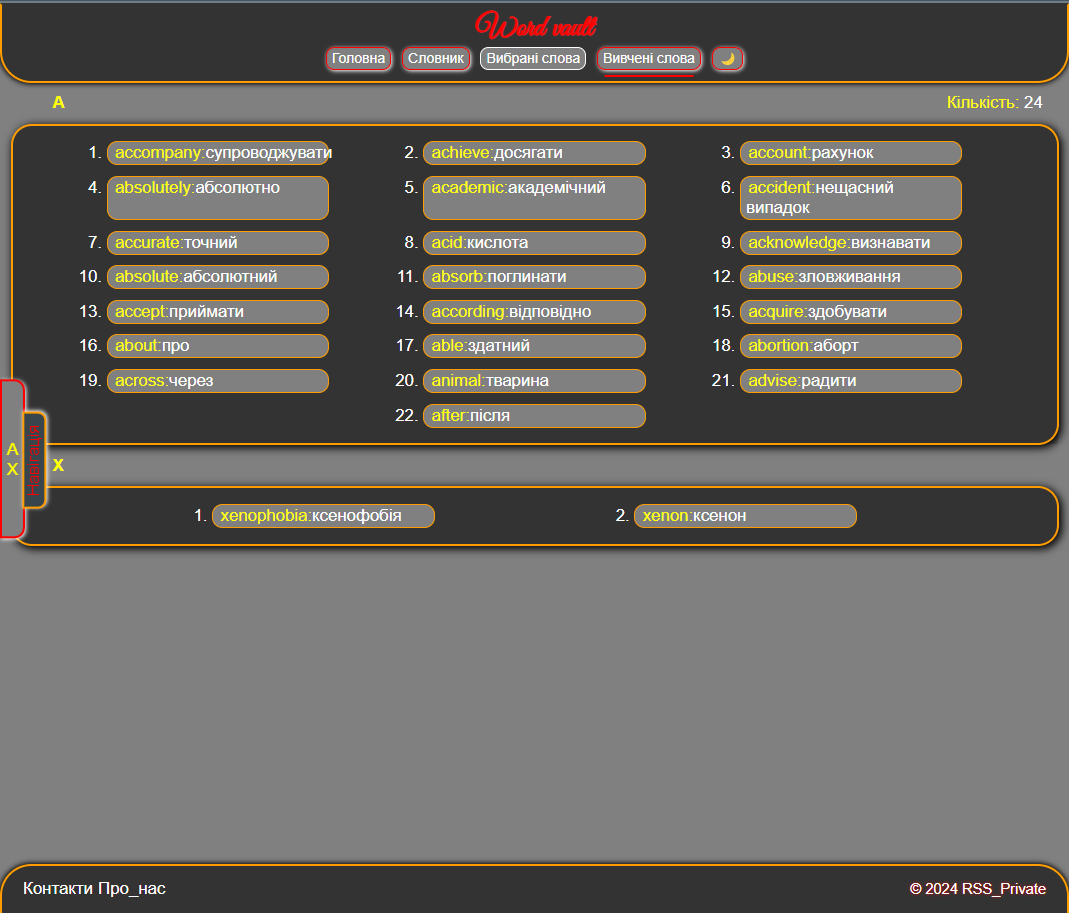 Word vault
Головна Словник Вибрані слова Вивчені слова
A Кількість: 24
1. accompany:супроводжувати 2. achieve:досягати 3. account:рахунок
4. absolutely:абсолютно 5. academic:академічний 6. accident:нещасний
випадок
7. accurate:точний 8. acid:кислота 9. acknowledge:визнавати
10. absolute:абсолютний 11. absorb:поглинати 12. abuse:зловживання
13. accept:приймати 14. according:відповідно 15. acquire:здобувати
16. about:про 17. able:здатний 18. abortion:аборт
19. across:через 20. animal:тварина 21. advise:радити
22. after:після
A
X
Навігація
X
1. xenophobia:ксенофобія 2. xenon:ксенон
Контакти Про_нас © 2024 RSS_Private